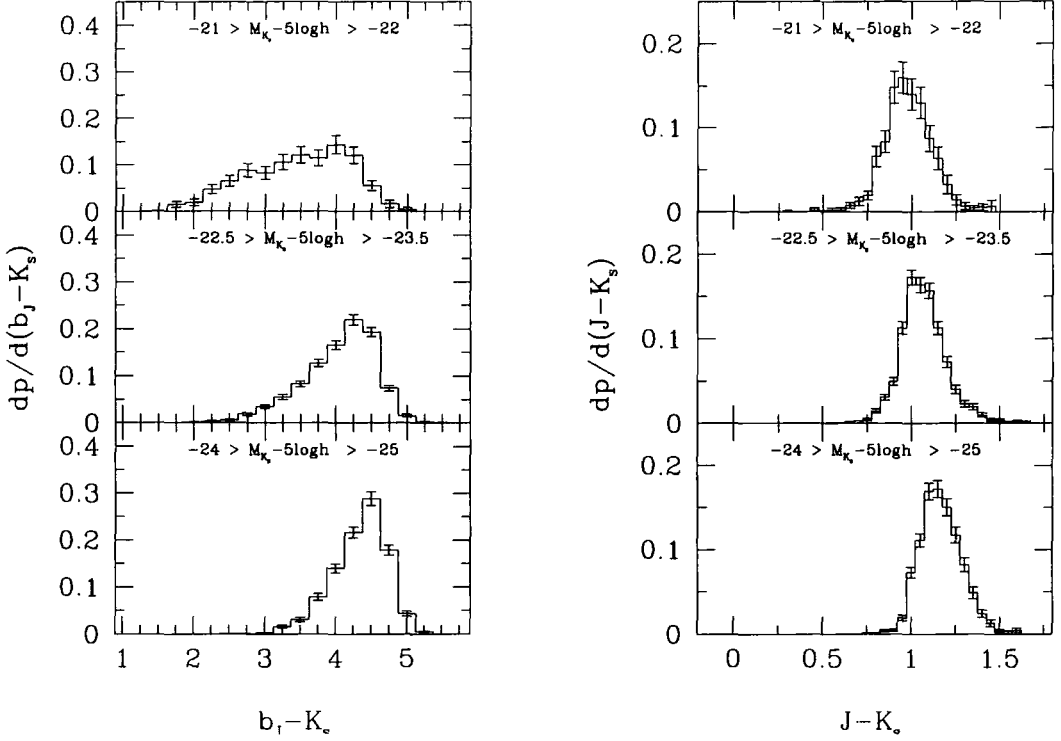 -21 > M_Ks-5logh > -22
0.4
0.3
0.2
0.1
0
-22.5 > M_Ks-5logh > -23.5
0.4
0.3
0.2
0.1
0
-24 > M_Ks-5logh > -25
0.4
0.3
0.2
0.1
0
dp/d(b_J-K_s)
1 2 3 4 5
b_J-K_s
-21 > M_Ks-5logh > -22
0.2
0.1
0
-22.5 > M_Ks-5logh > -23.5
0.2
0.1
0
-24 > M_Ks-5logh > -25
0.2
0.1
0
dp/d(J-K_s)
0 0.5 1 1.5
J-K_s